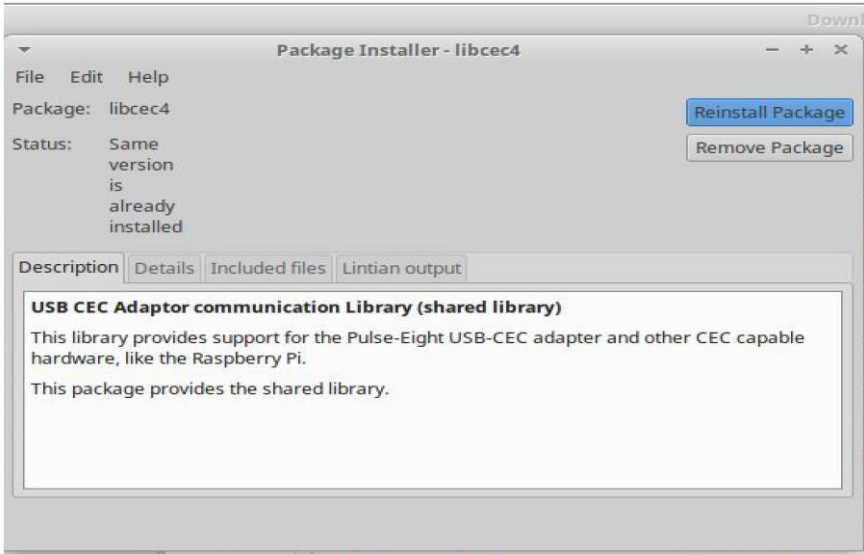 Downl
Package Installer - libcec4
File Edit Help
Package: libcec4
Reinstall Package
Status: Same
version
is
already
installed
Remove Package
Description Details Included files Lintian output
USB CEC Adaptor communication Library (shared library)
This library provides support for the Pulse-Eight USB-CEC adapter and other CEC capable
hardware, like the Raspberry Pi.
This package provides the shared library.